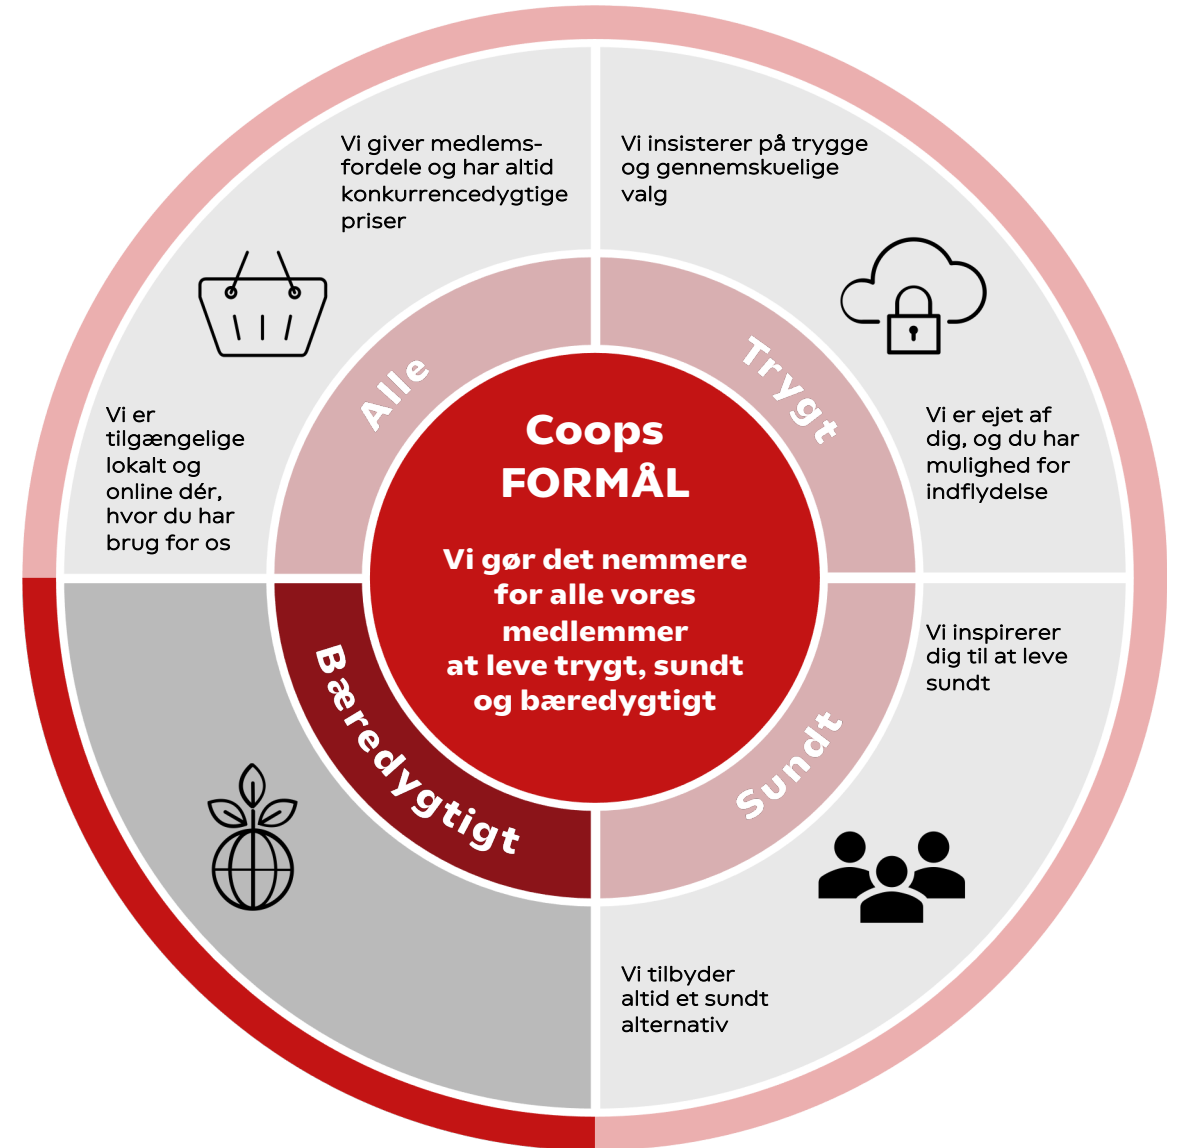 Vi giver medlems-
fordele og har altid
konkurrencedygtige
priser
Vi insisterer på trygge
og gennemskuelige
valg
Alle
Trygt
Vi er
tilgængelige
lokalt og
online dér,
hvor du har
brug for os
Coops
FORMÅL
Vi gør det nemmere
for alle vores
medlemmer
at leve trygt, sundt
og bæredygtigt
Vi er ejet af
dig, og du har
mulighed for
indflydelse
Bæredygtigt
Sundt
Vi inspirerer
dig til at leve
sundt
Vi tilbyder
altid et sundt
alternativ